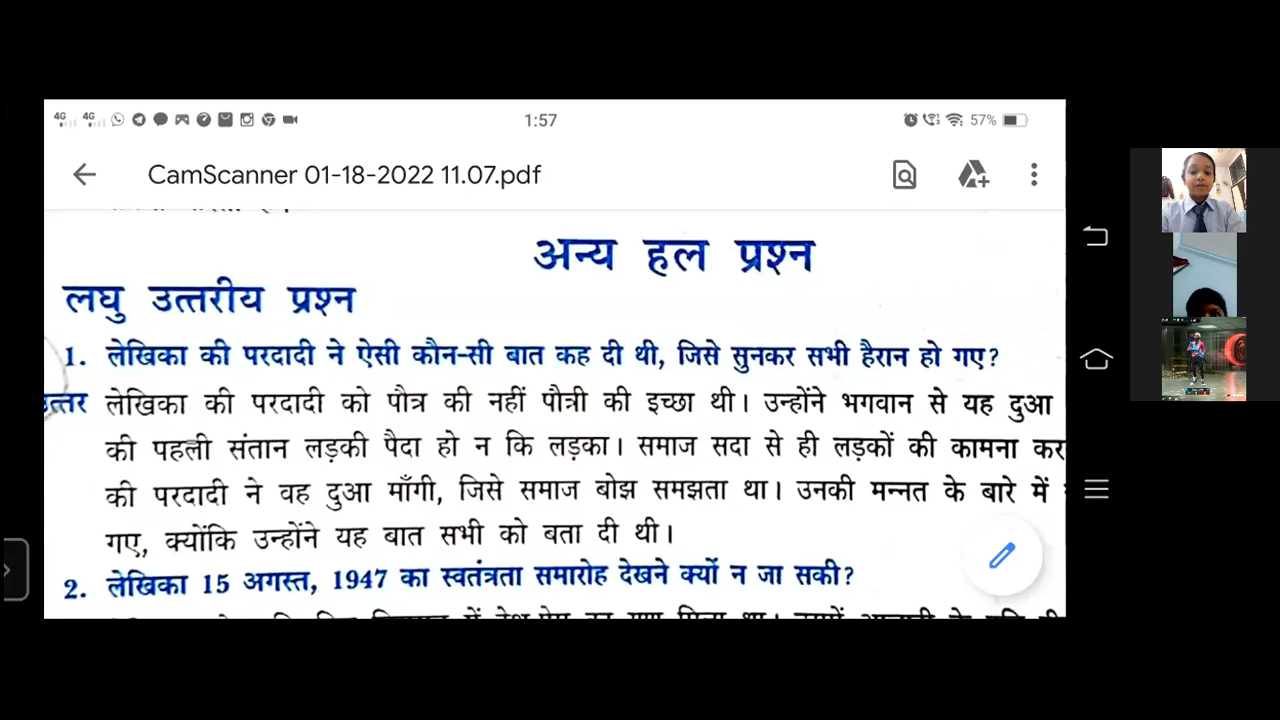 1:57
57%
CamScanner 01-18-2022 11.07.pdf
अन्य हल प्रश्न
लघु उत्तरीय प्रश्न
1. लेखिका की परदादी ने ऐसी कौन-सी बात कह दी थी, जिसे सुनकर सभी हैरान हो गए?
उत्तर लेखिका की परदादी को पौत्र की नहीं पौत्री की इच्छा थी। उन्होंने भगवान से यह दुआ
की पहली संतान लड़की पैदा हो न कि लड़का। समाज सदा से ही लड़कों की कामना कर
की परदादी ने वह दुआ माँगी, जिसे समाज बोझ समझता था। उनकी मन्नत के बारे में
गए, क्योंकि उन्होंने यह बात सभी को बता दी थी।
2. लेखिका 15 अगस्त, 1947 का स्वतंत्रता समारोह देखने क्यों न जा सकी?